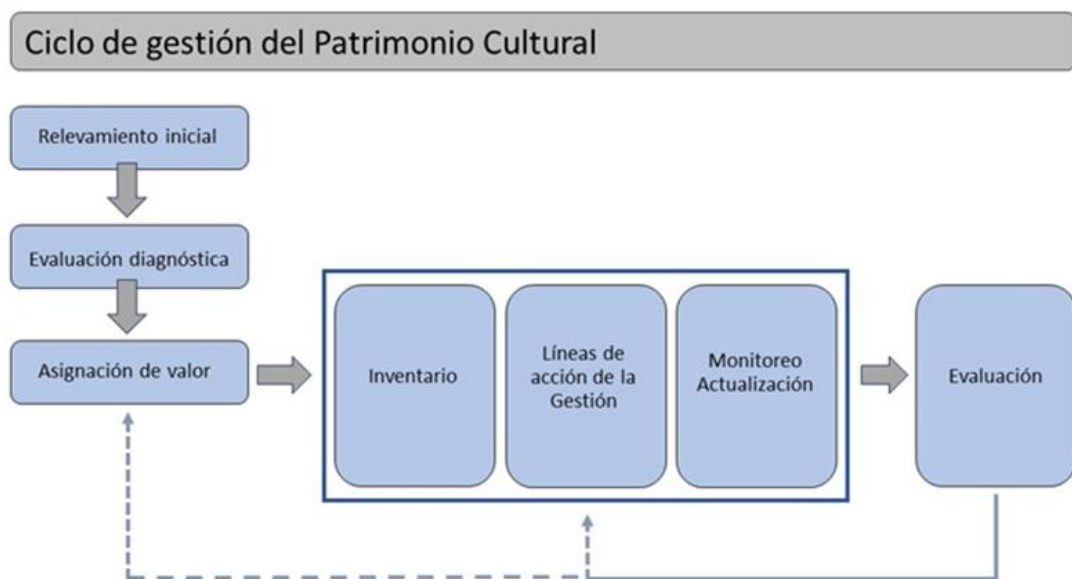 Ciclo de gestión del Patrimonio Cultural
Relevamiento inicial
Evaluación diagnóstica
Asignación de valor
Inventario
Líneas de
acción de la
Gestión
Monitoreo
Actualización
Evaluación